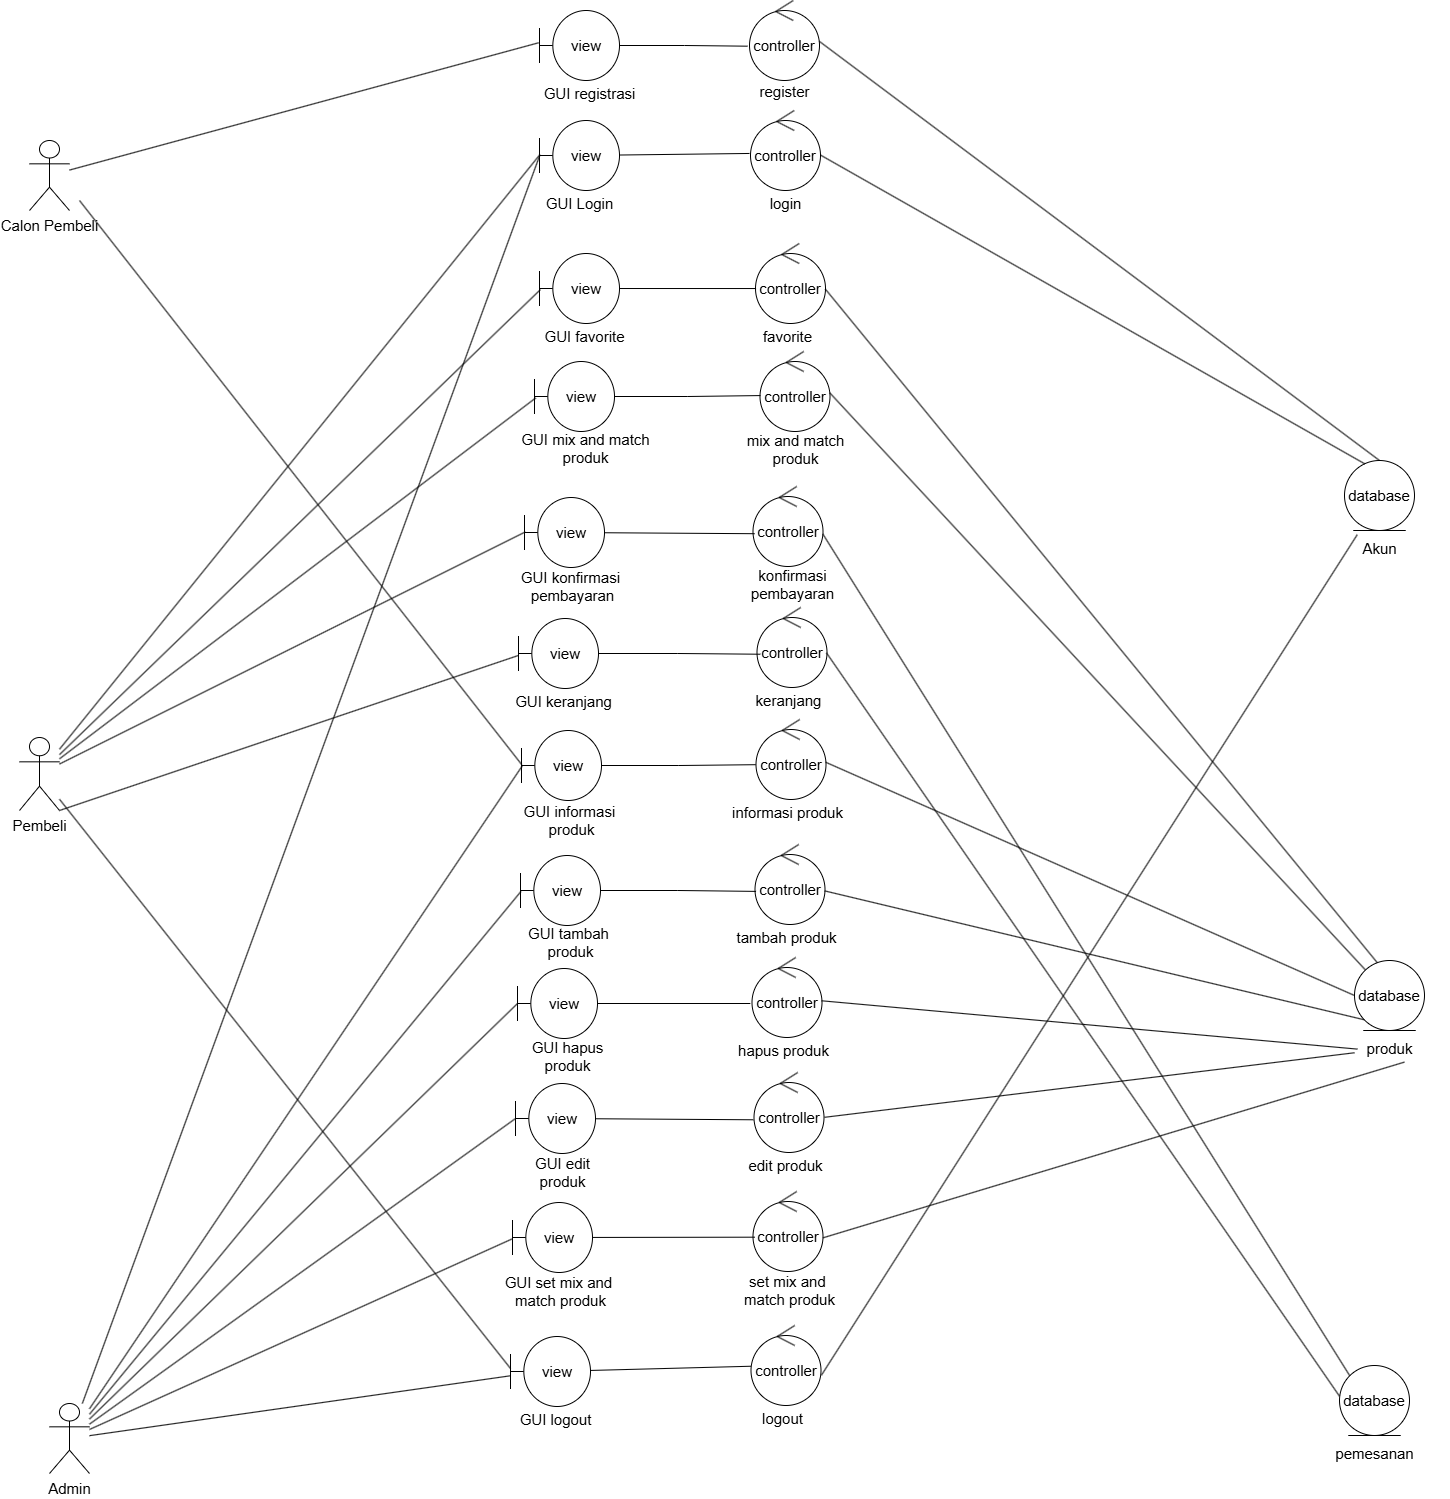 view
controller
GUI registrasi
register
view
controller
GUI Login
login
Calon Pembeli
view
controller
GUI favorite
favorite
view
controller
GUI mix and match
produk
mix and match
produk
database
Akun
view
controller
GUI konfirmasi
pembayaran
konfirmasi
pembayaran
view
controller
GUI keranjang
keranjang
view
controller
GUI informasi
produk
informasi produk
Pembeli
view
controller
GUI tambah
produk
tambah produk
view
controller
database
GUI hapus
produk
hapus produk
produk
view
controller
GUI edit
produk
edit produk
view
controller
GUI set mix and
match produk
set mix and
match produk
view
controller
GUI logout
logout
database
pemesanan
Admin